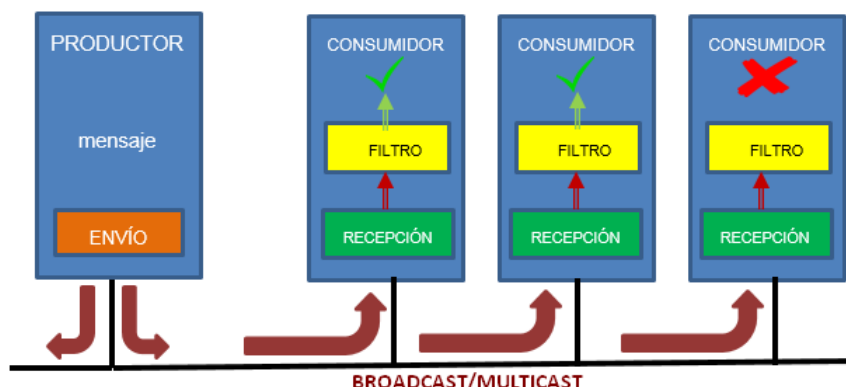 PRODUCTOR
mensaje
ENVÍO
CONSUMIDOR
FILTRO
RECEPCIÓN
CONSUMIDOR
FILTRO
RECEPCIÓN
CONSUMIDOR
FILTRO
RECEPCIÓN
BROADCAST/MULTICAST